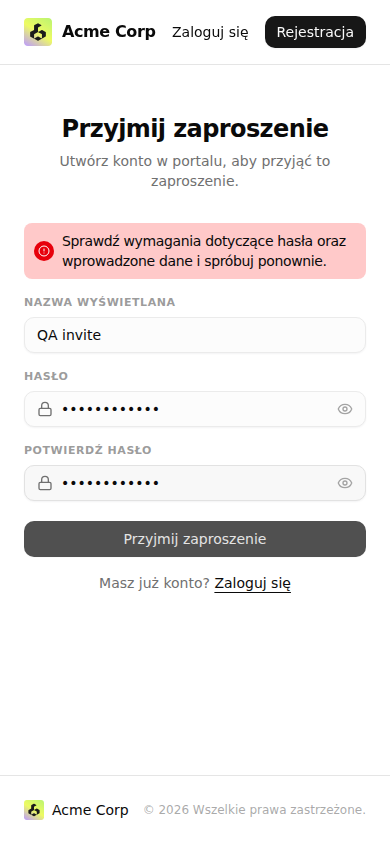 Acme Corp
Zaloguj się
Rejestracja
Przyjmij zaproszenie
Utwórz konto w portalu, aby przyjąć to
zaproszenie.
Sprawdź wymagania dotyczące hasła oraz
wprowadzone dane i spróbuj ponownie.
NAZWA WYŚWIETLANA
QA invite
HASŁO
••••••••••••
POTWIERDŹ HASŁO
••••••••••••
Przyjmij zaproszenie
Masz już konto? Zaloguj się
Acme Corp
© 2026 Wszelkie prawa zastrzeżone.